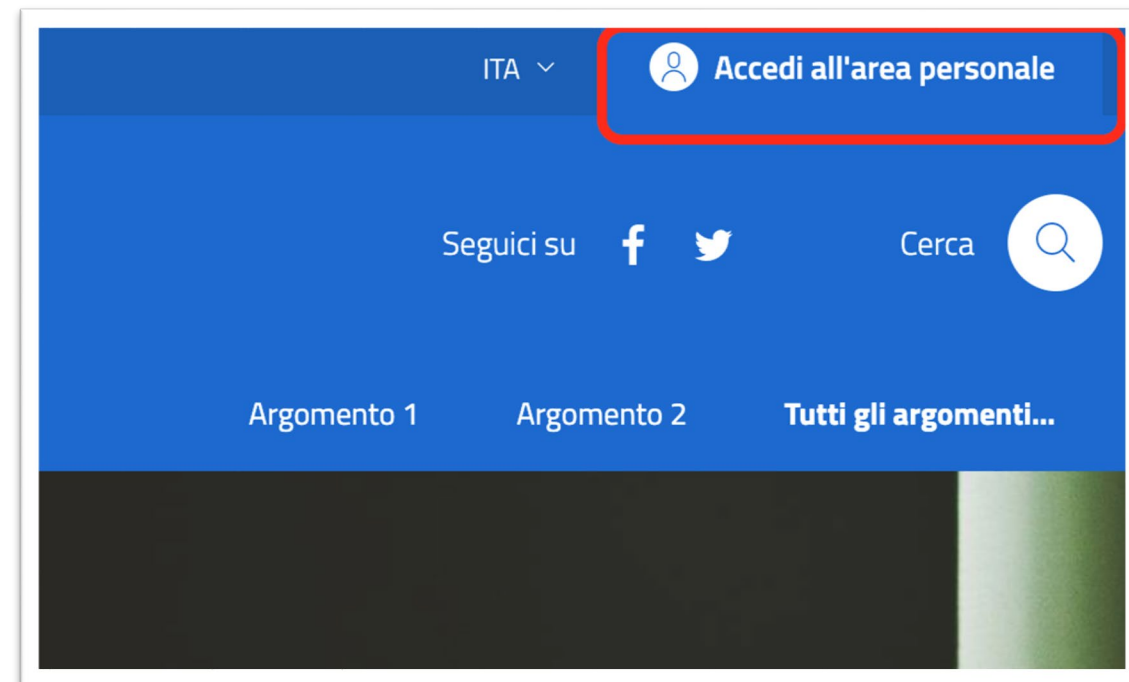 ITA Accedi all'area personale
Seguici su Cerca
Argomento 1 Argomento 2 Tutti gli argomenti...